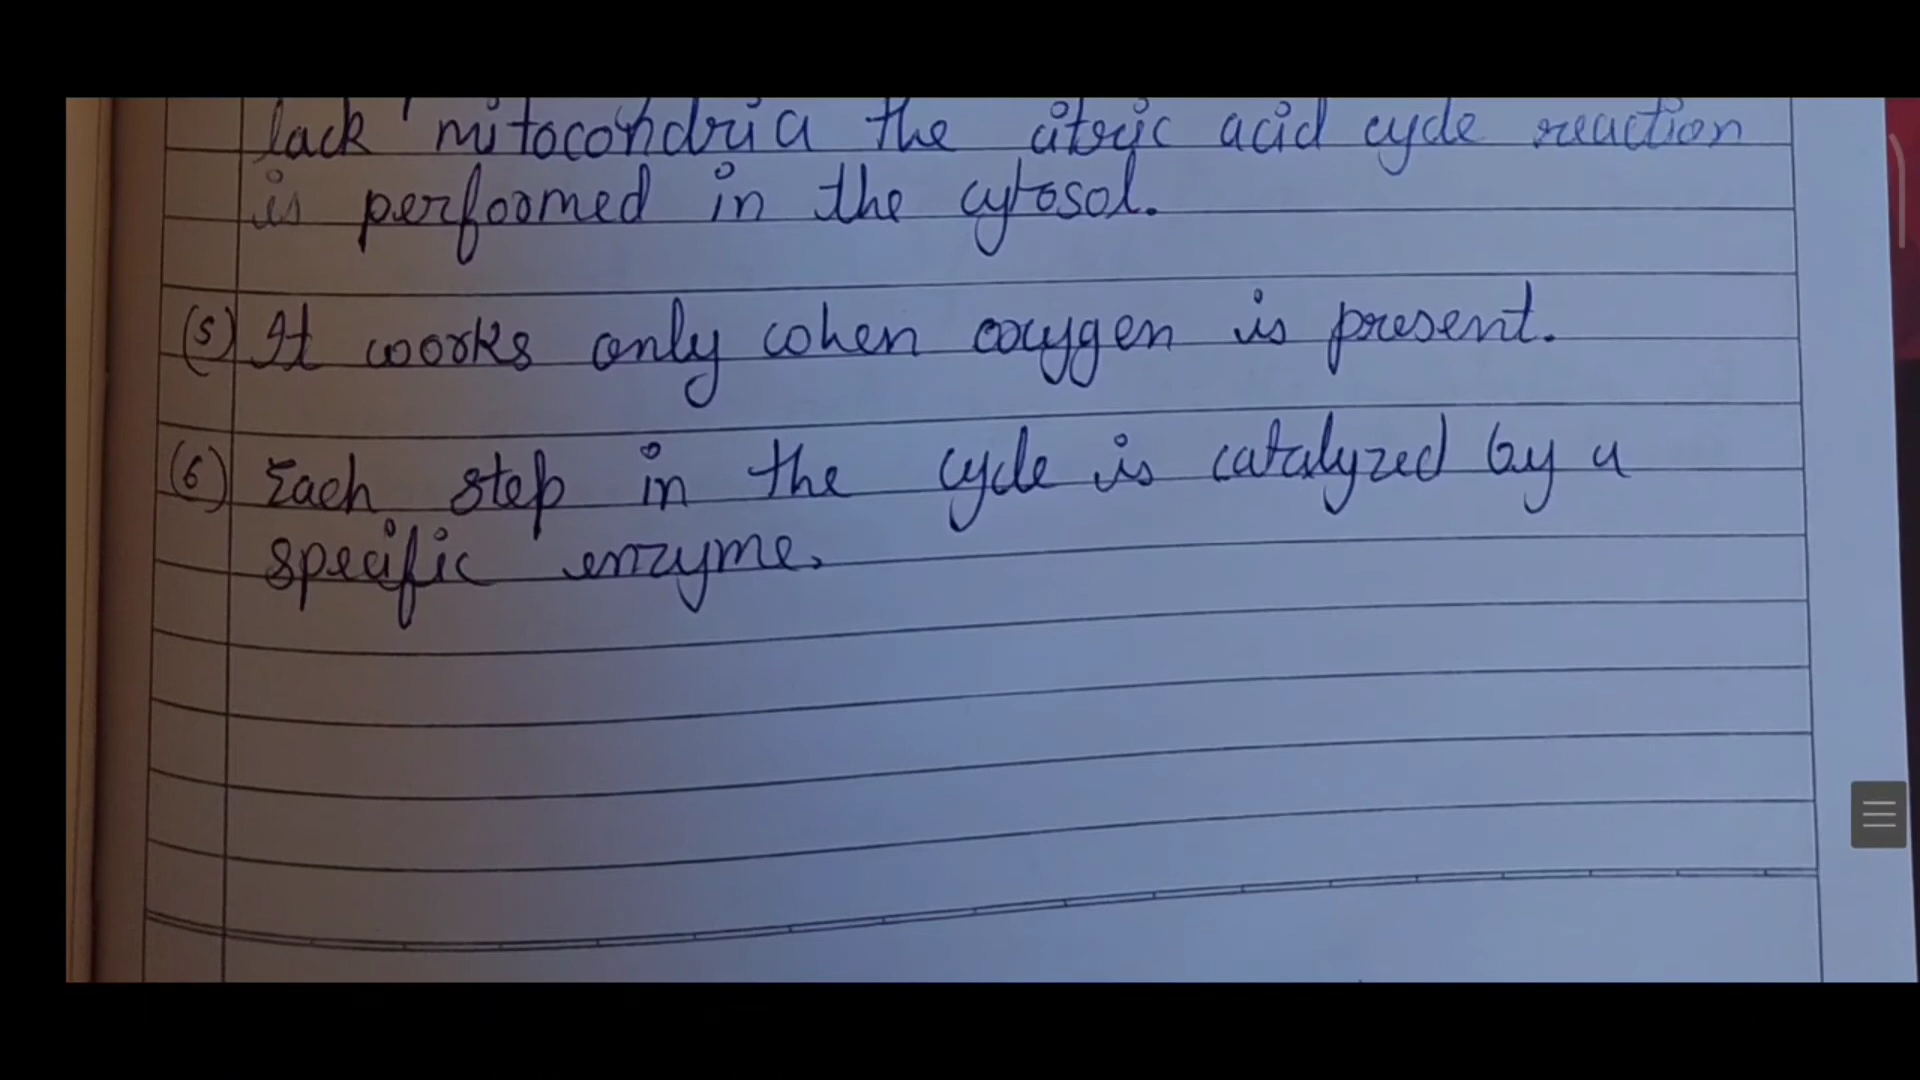 lack mitocondria the citric acid cycle reaction
is performed in the cytosol.
(5) It works only when oxygen is present.
(6) Each step in the cycle is catalyzed by a
specific enzyme.